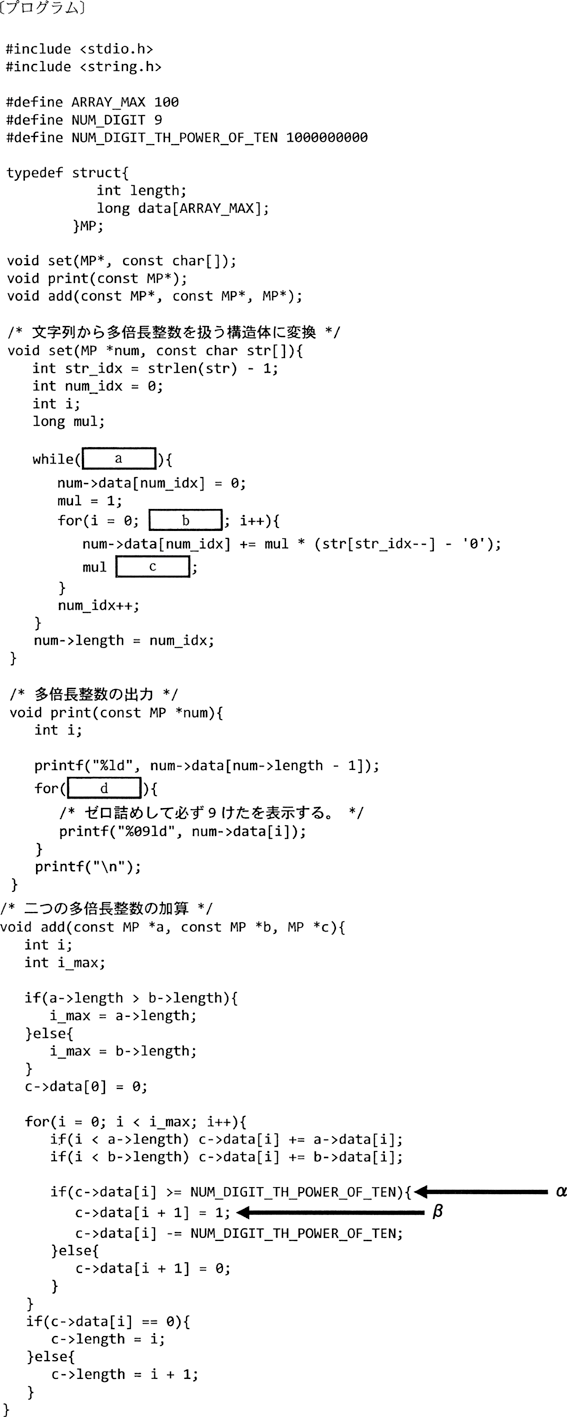 〔プログラム〕
#include <stdio.h>
#include <string.h>
#define ARRAY_MAX 100
#define NUM_DIGIT 9
#define NUM_DIGIT_TH_POWER_OF_TEN 1000000000
typedef struct{
int length;
long data[ARRAY_MAX];
}MP;
void set(MP*, const char[]);
void print(const MP*);
void add(const MP*, const MP*, MP*);
/* 文字列から多倍長整数を扱う構造体に変換 */
void set(MP *num, const char str[]){
int str_idx = strlen(str) - 1;
int num_idx = 0;
int i;
long mul;
while( a ){
num->data[num_idx] = 0;
mul = 1;
for(i = 0; b ; i++){
num->data[num_idx] += mul * (str[str_idx--] - '0');
mul c ;
}
num_idx++;
}
num->length = num_idx;
}
/* 多倍長整数の出力 */
void print(const MP *num){
int i;
printf("%ld", num->data[num->length - 1]);
for( d ){
/* ゼロ詰めして必ず9けたを表示する。 */
printf("%09ld", num->data[i]);
}
printf("\n");
}
/* 二つの多倍長整数の加算 */
void add(const MP *a, const MP *b, MP *c){
int i;
int i_max;
if(a->length > b->length){
i_max = a->length;
}else{
i_max = b->length;
}
c->data[0] = 0;
for(i = 0; i < i_max; i++){
if(i < a->length) c->data[i] += a->data[i];
if(i < b->length) c->data[i] += b->data[i];
if(c->data[i] >= NUM_DIGIT_TH_POWER_OF_TEN){ α
c->data[i + 1] = 1; β
c->data[i] -= NUM_DIGIT_TH_POWER_OF_TEN;
}else{
c->data[i + 1] = 0;
}
}
if(c->data[i] == 0){
c->length = i;
}else{
c->length = i + 1;
}
}